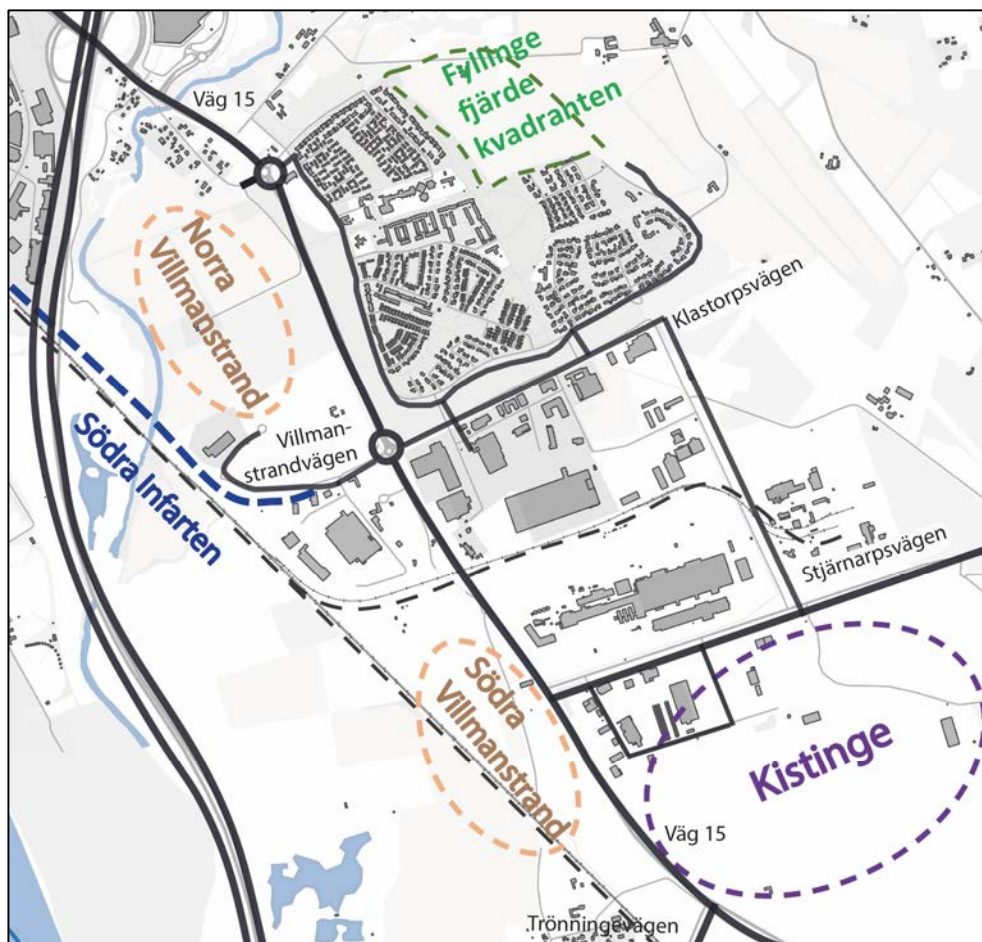 Fyllinge
fjärde
kvadranten
Väg 15
Norra
Villmanstrand
Klastorpsvägen
Villman-
strandvägen
Södra Infarten
Stjärnarpsvägen
Södra
Villmanstrand
Kistinge
Väg 15
Trönningevägen